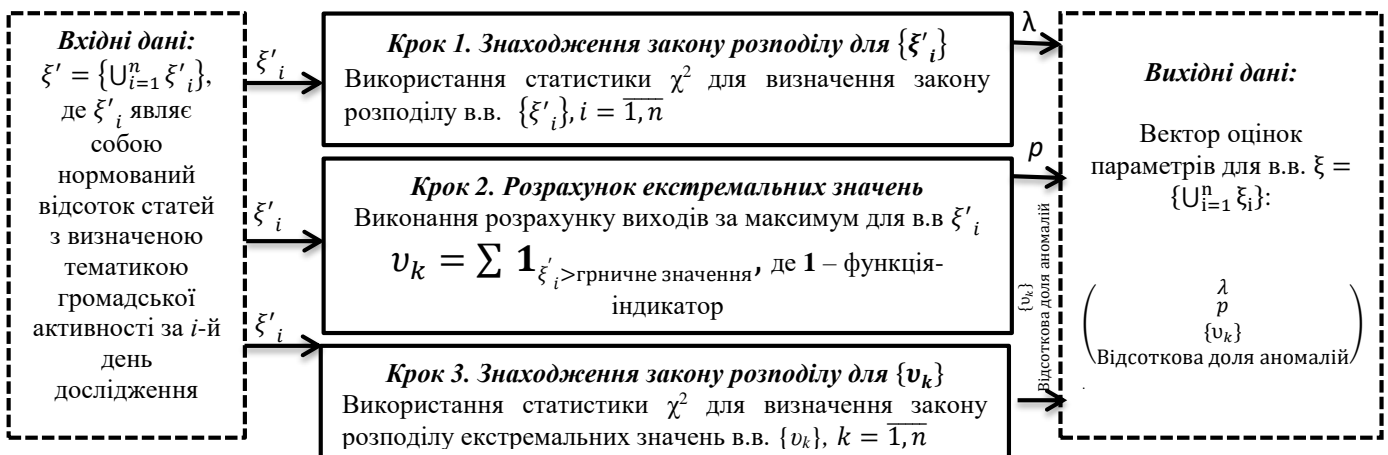 Вхідні дані:
ξ′ = {⋃ᵢ₌₁ⁿ ξ′ᵢ},
де ξ′ᵢ являє
собою
нормований
відсоток статей
з визначеною
тематикою
громадської
активності за i-й
день
дослідження
ξ′ᵢ
ξ′ᵢ
ξ′ᵢ
Крок 1. Знаходження закону розподілу для {ξ′ᵢ}
Використання статистики χ² для визначення закону
розподілу в.в. {ξ′ᵢ}, i = 1, n
Крок 2. Розрахунок екстремальних значень
Виконання розрахунку виходів за максимум для в.в ξ′ᵢ
υₖ = ∑ 1 ξ′ᵢ>грничне значення, де 1 – функція-
індикатор
Крок 3. Знаходження закону розподілу для {υₖ}
Використання статистики χ² для визначення закону
розподілу екстремальних значень в.в. {υₖ}, k = 1, n
λ
p
{υₖ}
Відсоткова доля аномалій
Вихідні дані:
Вектор оцінок
параметрів для в.в. ξ =
{⋃ᵢ₌₁ⁿ ξᵢ}:
λ
p
{υₖ}
Відсоткова доля аномалій